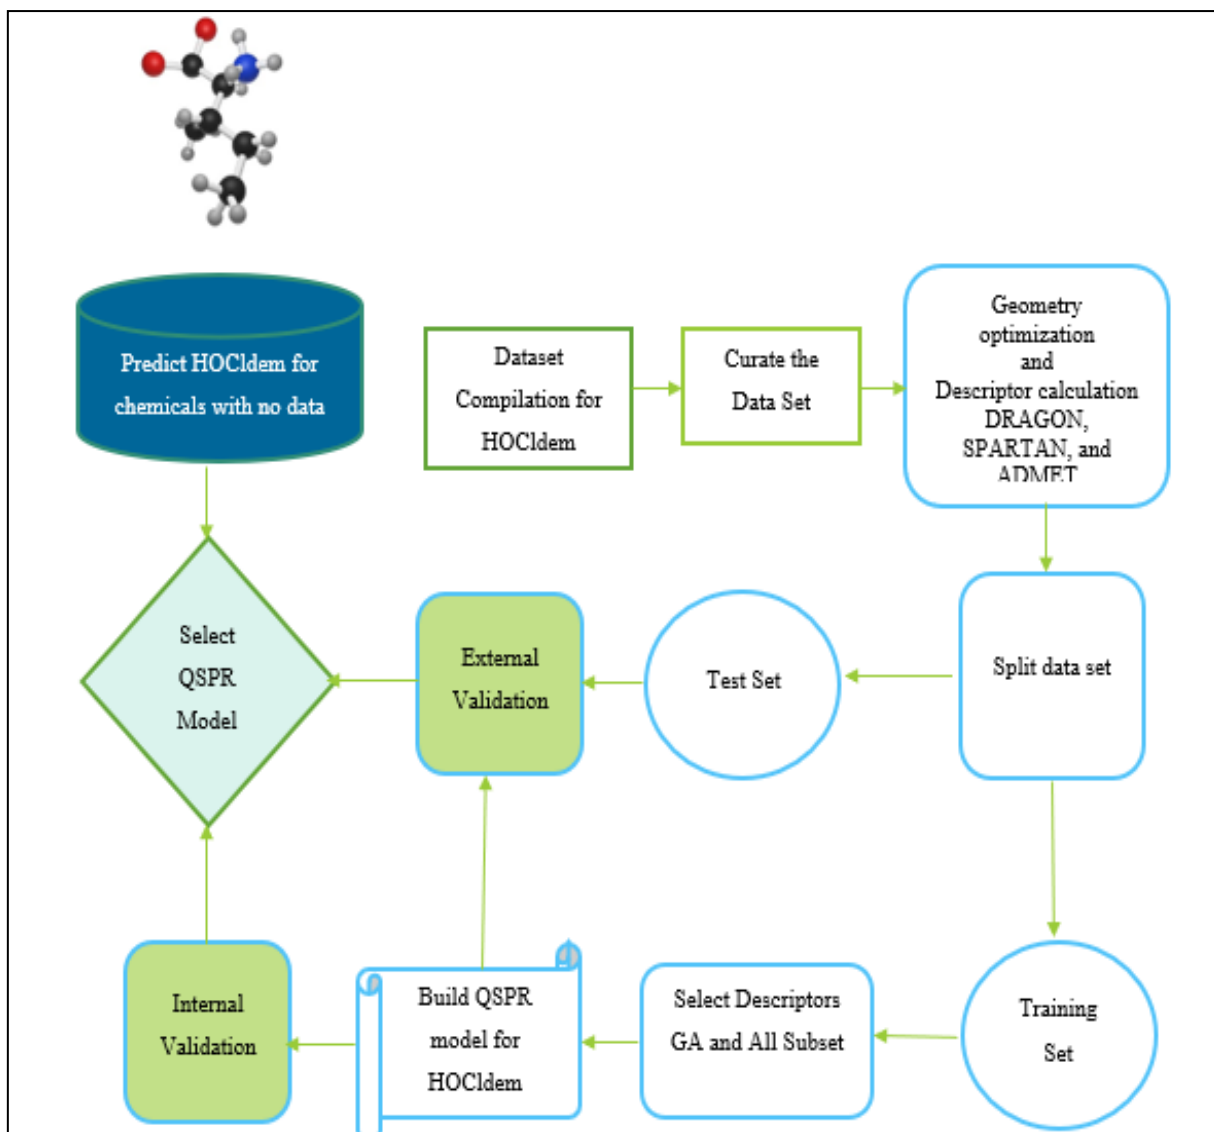 Predict HOCldem for
chemicals with no data
Dataset
Compilation for
HOCldem
Curate the
Data Set
Geometry
optimization
and
Descriptor calculation
DRAGON,
SPARTAN, and
ADMET
Select
QSPR
Model
External
Validation
Test Set
Split data set
Internal
Validation
Build QSPR
model for
HOCldem
Select Descriptors
GA and All Subset
Training
Set